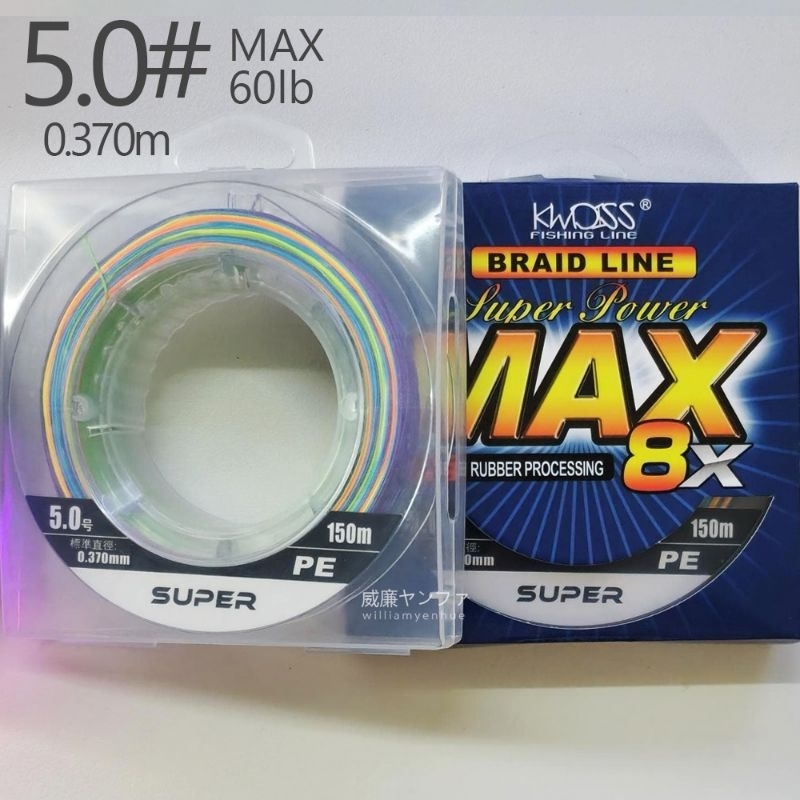 5.0#
MAX
60lb
0.370m
KWOSS®
FISHING LINE
BRAID LINE
Super Power
MAX
8X
RUBBER PROCESSING
5.0号
標準直徑:
0.370mm
150m
PE
SUPER
威廉ヤンファ
williamyenhue
150m
0mm
PE
SUPER